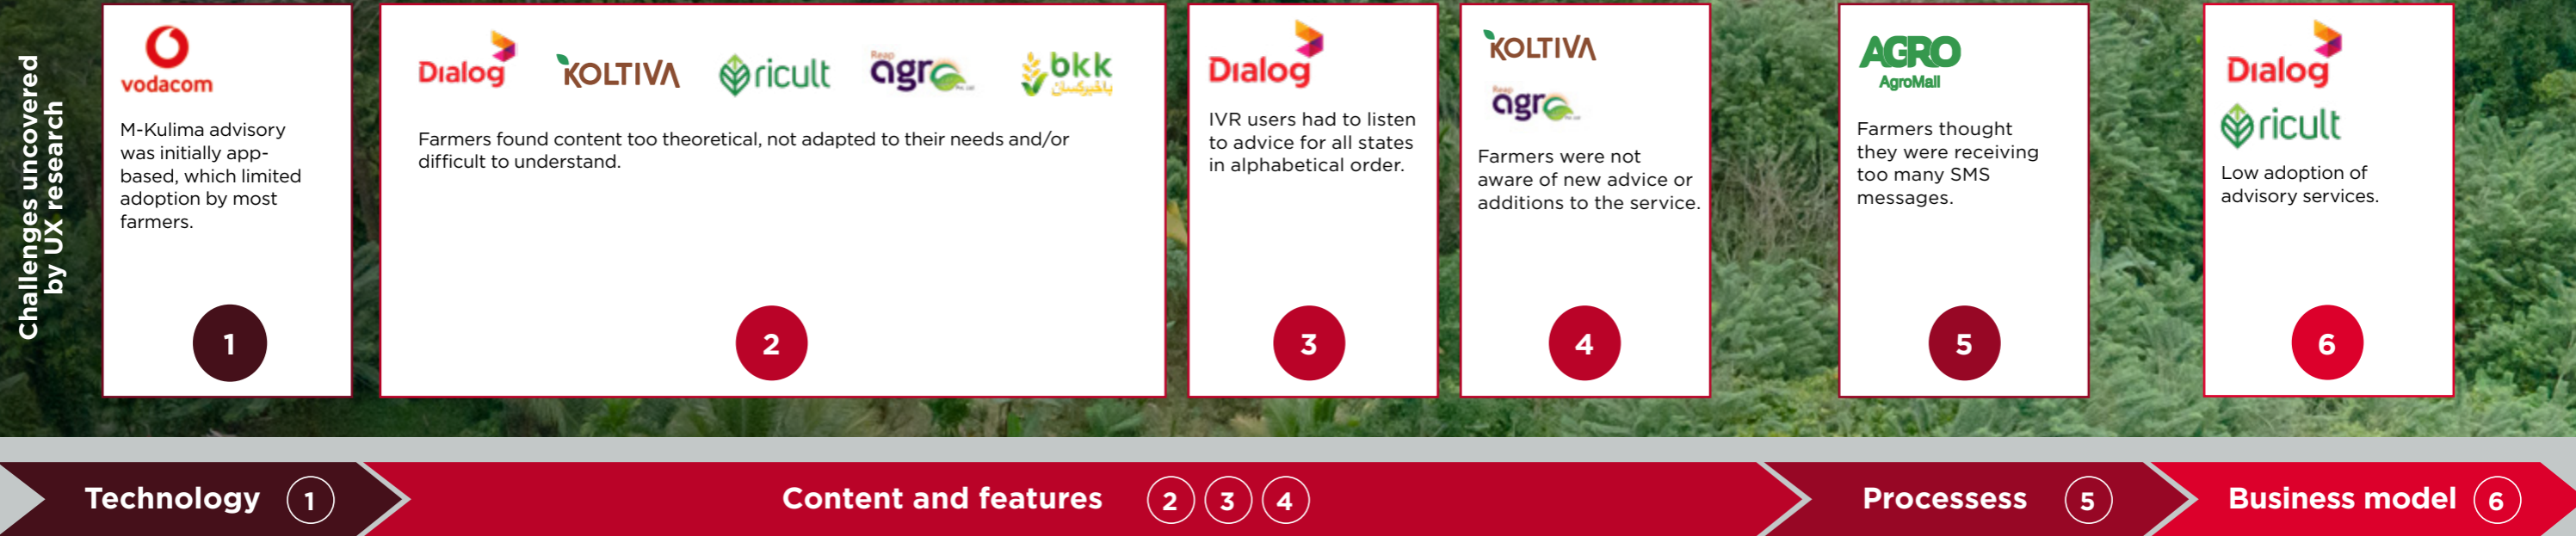 Challenges uncovered
by UX research
vodacom
M-Kulima advisory
was initially app-
based, which limited
adoption by most
farmers.
1
Dialog
KOLTIVA
ricult
Reap
agro
bkk
باخبر کسان
Farmers found content too theoretical, not adapted to their needs and/or
difficult to understand.
2
Dialog
IVR users had to listen
to advice for all states
in alphabetical order.
3
KOLTIVA
Reap
agro
Farmers were not
aware of new advice or
additions to the service.
4
AGRO
AgroMall
Farmers thought
they were receiving
too many SMS
messages.
5
Dialog
ricult
Low adoption of
advisory services.
6
Technology 1
Content and features 2 3 4
Processess 5
Business model 6